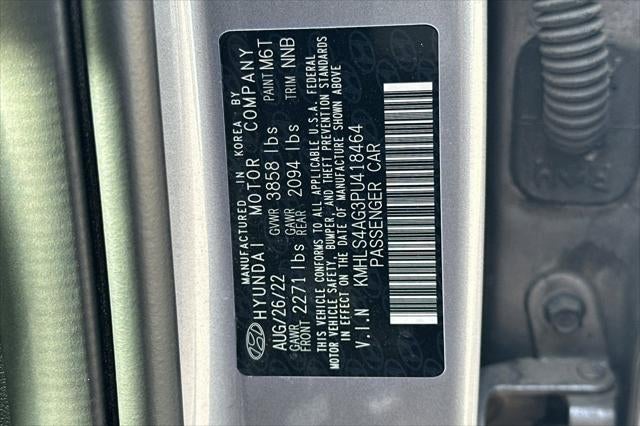 MANUFACTURED IN KOREA BY
HYUNDAI MOTOR COMPANY
AUG/26/22 GVWR 3858 lbs PAINT M6T
GAWR FRONT 2271 lbs GAWR REAR 2094 lbs TRIM NNB
THIS VEHICLE CONFORMS TO ALL APPLICABLE U.S.A. FEDERAL
MOTOR VEHICLE SAFETY, BUMPER, AND THEFT PREVENTION STANDARDS
IN EFFECT ON THE DATE OF MANUFACTURE SHOWN ABOVE
V.I.N KMHLS4AG3PU418464
PASSENGER CAR